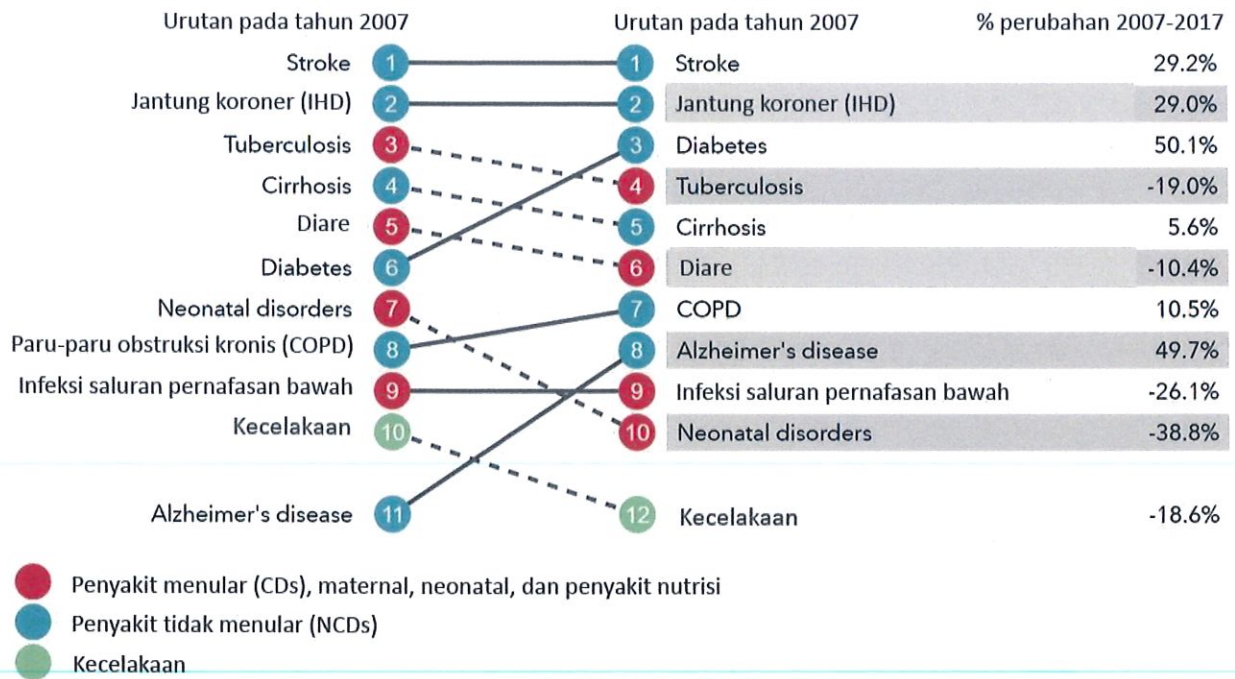 Urutan pada tahun 2007 Urutan pada tahun 2007 % perubahan 2007-2017
Stroke 1 1 Stroke 29.2%
Jantung koroner (IHD) 2 2 Jantung koroner (IHD) 29.0%
Tuberculosis 3 3 Diabetes 50.1%
Cirrhosis 4 4 Tuberculosis -19.0%
Diare 5 5 Cirrhosis 5.6%
Diabetes 6 6 Diare -10.4%
Neonatal disorders 7 7 COPD 10.5%
Paru-paru obstruksi kronis (COPD) 8 8 Alzheimer's disease 49.7%
Infeksi saluran pernafasan bawah 9 9 Infeksi saluran pernafasan bawah -26.1%
Kecelakaan 10 10 Neonatal disorders -38.8%
Alzheimer's disease 11 12 Kecelakaan -18.6%
Penyakit menular (CDs), maternal, neonatal, dan penyakit nutrisi
Penyakit tidak menular (NCDs)
Kecelakaan